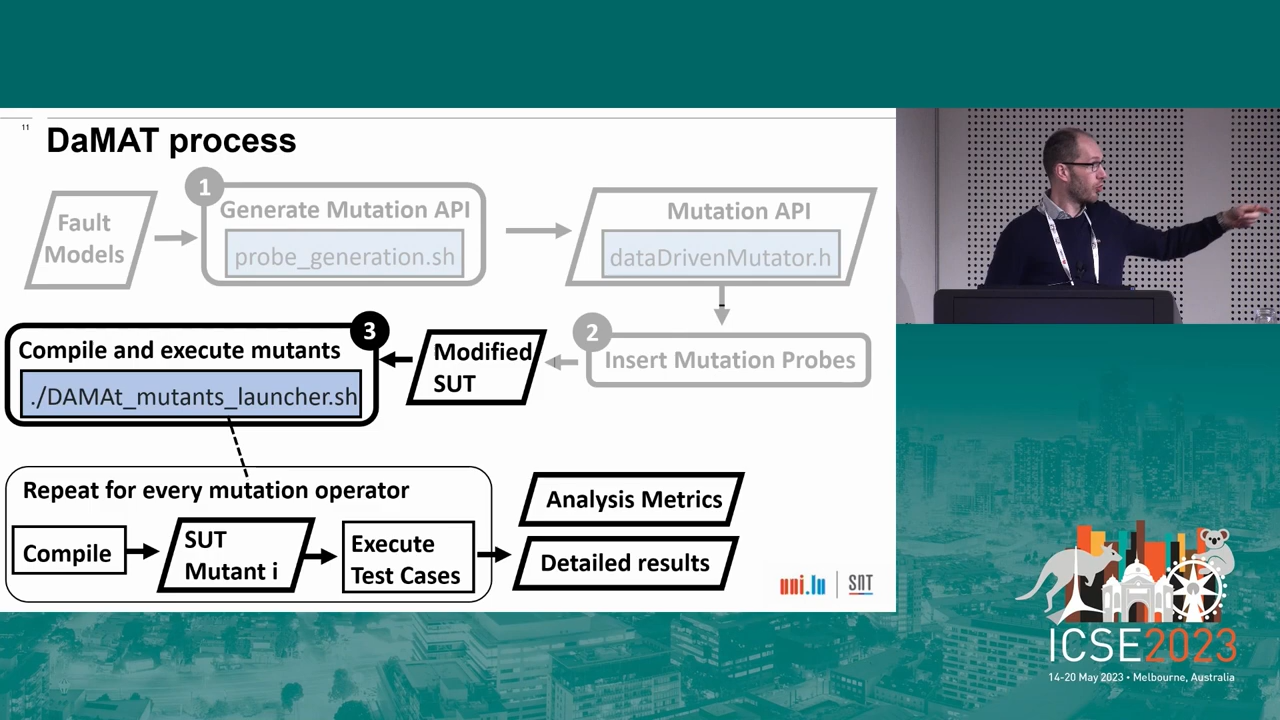 11
DaMAT process
1
Fault
Models
Generate Mutation API
probe_generation.sh
Mutation API
dataDrivenMutator.h
3
Compile and execute mutants
./DAMAt_mutants_launcher.sh
Modified
SUT
2
Insert Mutation Probes
Repeat for every mutation operator
Compile
SUT
Mutant i
Execute
Test Cases
Analysis Metrics
Detailed results
uni.lu
SNT
ICSE2023
14-20 May 2023 • Melbourne, Australia